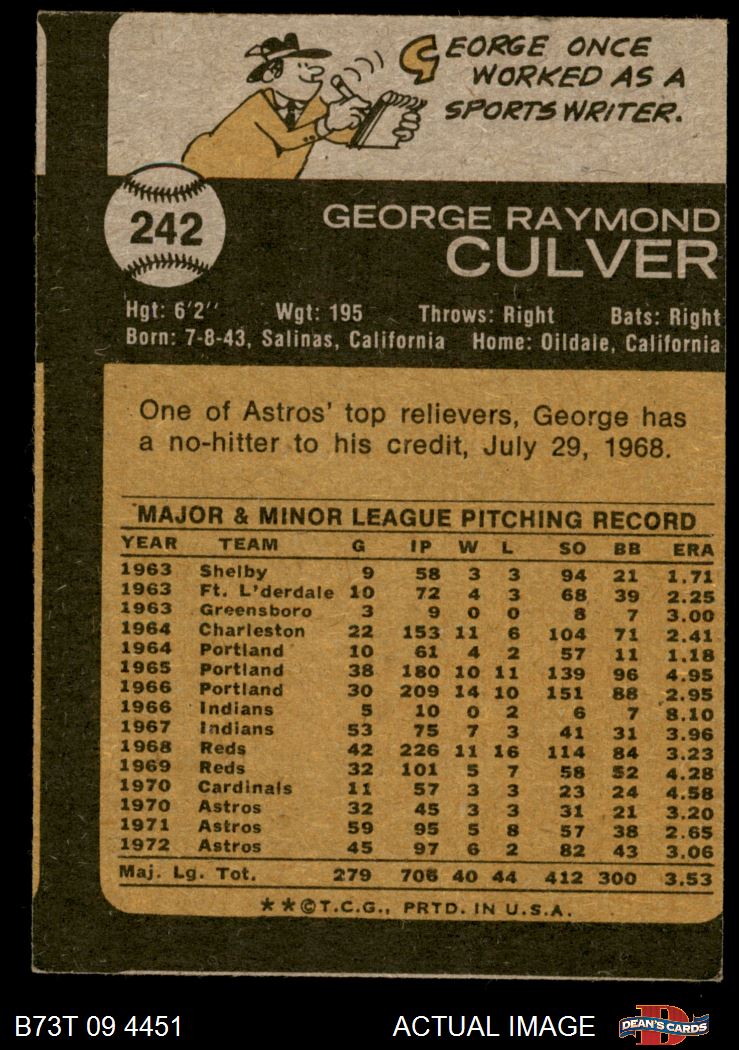 GEORGE ONCE
WORKED AS A
SPORTS WRITER.
242
GEORGE RAYMOND
CULVER
Hgt: 6'2" Wgt: 195 Throws: Right Bats: Right
Born: 7-8-43, Salinas, California Home: Oildale, California
One of Astros' top relievers, George has
a no-hitter to his credit, July 29, 1968.
MAJOR & MINOR LEAGUE PITCHING RECORD
YEAR TEAM G IP W L SO BB ERA
1963 Shelby 9 58 3 3 94 21 1.71
1963 Ft. L'derdale 10 72 4 3 68 39 2.25
1963 Greensboro 3 9 0 0 8 7 3.00
1964 Charleston 22 153 11 6 104 71 2.41
1964 Portland 10 61 4 2 57 11 1.18
1965 Portland 38 180 10 11 139 96 4.95
1966 Portland 30 209 14 10 151 88 2.95
1966 Indians 5 10 0 2 6 7 8.10
1967 Indians 53 75 7 3 41 31 3.96
1968 Reds 42 226 11 16 114 84 3.23
1969 Reds 32 101 5 7 58 52 4.28
1970 Cardinals 11 57 3 3 23 24 4.58
1970 Astros 32 45 3 3 31 21 3.20
1971 Astros 59 95 5 8 57 38 2.65
1972 Astros 45 97 6 2 82 43 3.06
Maj. Lg. Tot. 279 706 40 44 412 300 3.53
**©T.C.G., PRTD. IN U.S.A.
B73T 09 4451 ACTUAL IMAGE D DEAN'S CARDS